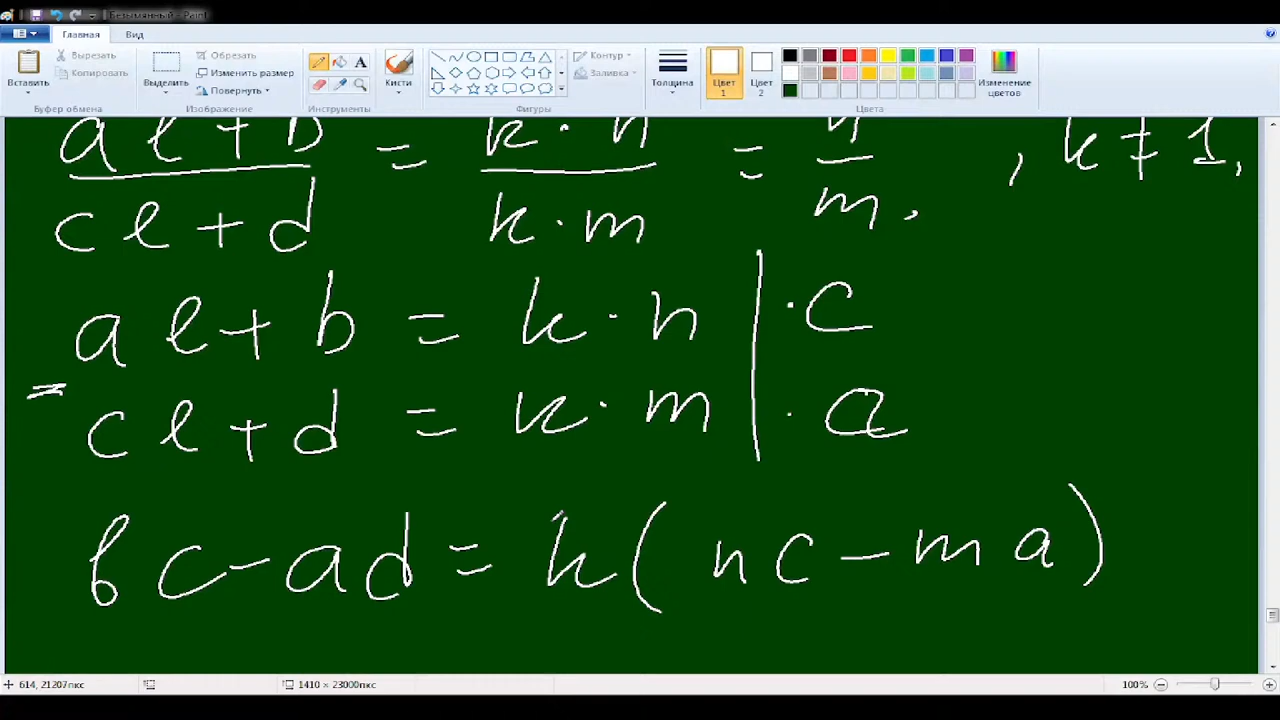 Безымянный - Paint
Главная Вид
Вставить
Вырезать
Копировать
Буфер обмена
Выделить
Обрезать
Изменить размер
Повернуть
Изображение
Инструменты
Кисти
Контур
Заливка
Фигуры
Толщина
Цвет 1
Цвет 2
Изменение цветов
Цвета
al+b = k·n = n , k ≠ 1,
cl+d k·m m.
al+b = k·n | ·c
= cl+d = k·m | ·a
bc-ad = k(nc-ma)
614, 21207пкс 1410 × 23000пкс 100%